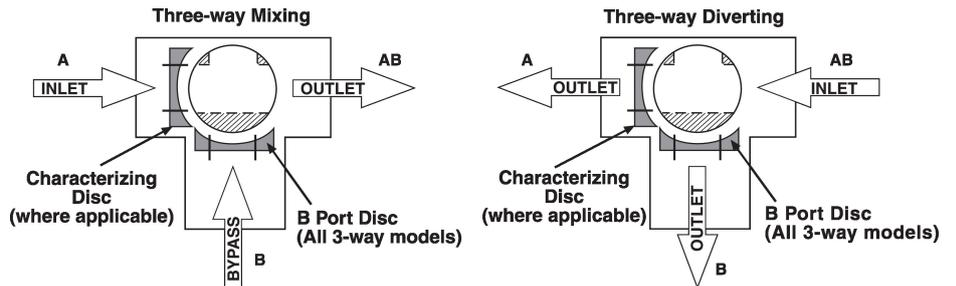 Three-way Mixing
A
INLET
AB
OUTLET
Characterizing
Disc
(where applicable)
B Port Disc
(All 3-way models)
BYPASS
B
Three-way Diverting
A
OUTLET
AB
INLET
Characterizing
Disc
(where applicable)
B Port Disc
(All 3-way models)
OUTLET
B